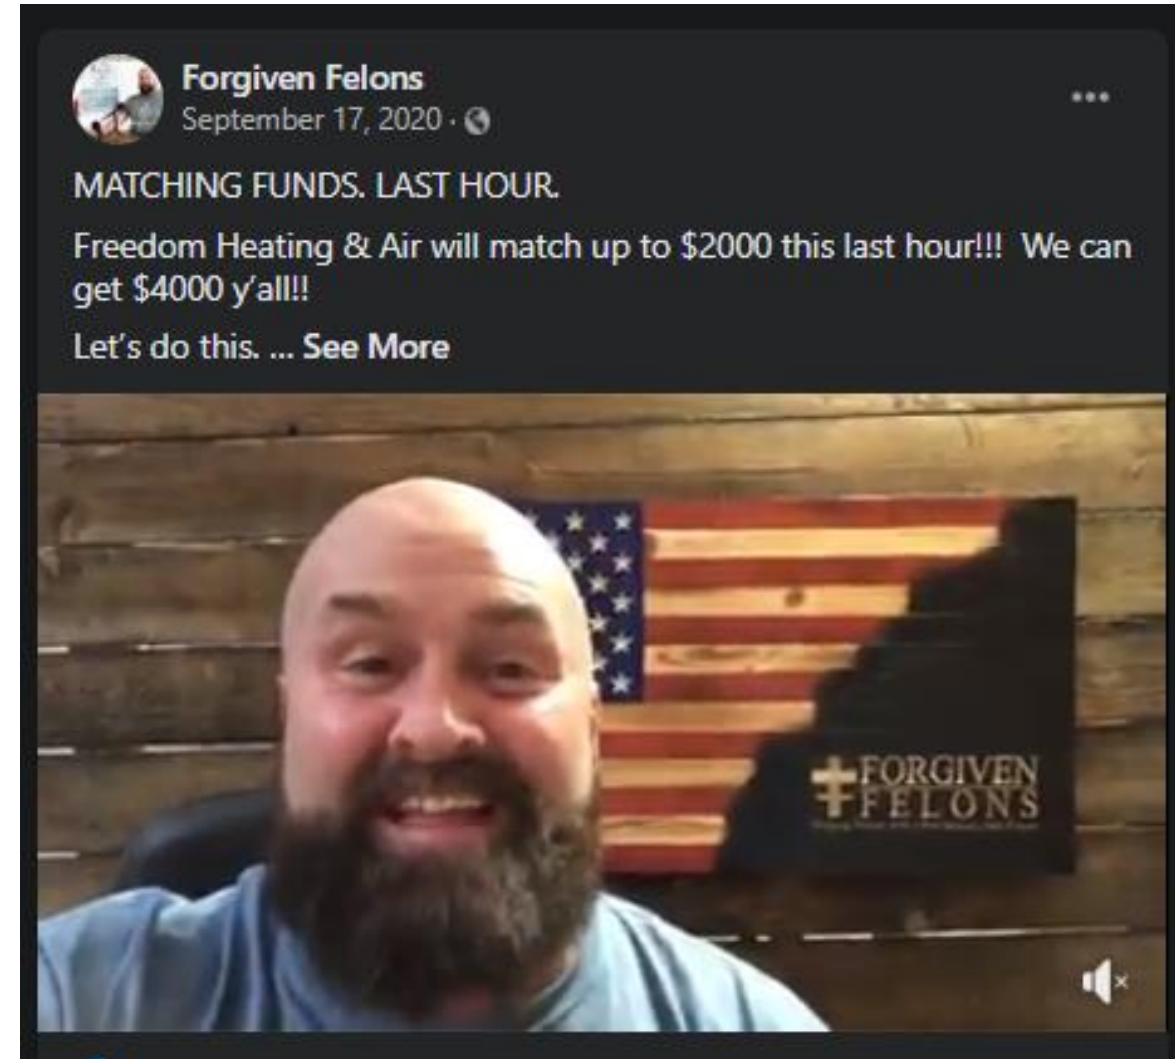 Forgiven Felons
September 17, 2020 ·
MATCHING FUNDS. LAST HOUR.
Freedom Heating & Air will match up to $2000 this last hour!!! We can
get $4000 y'all!!
Let's do this. ... See More
FORGIVEN
FELONS